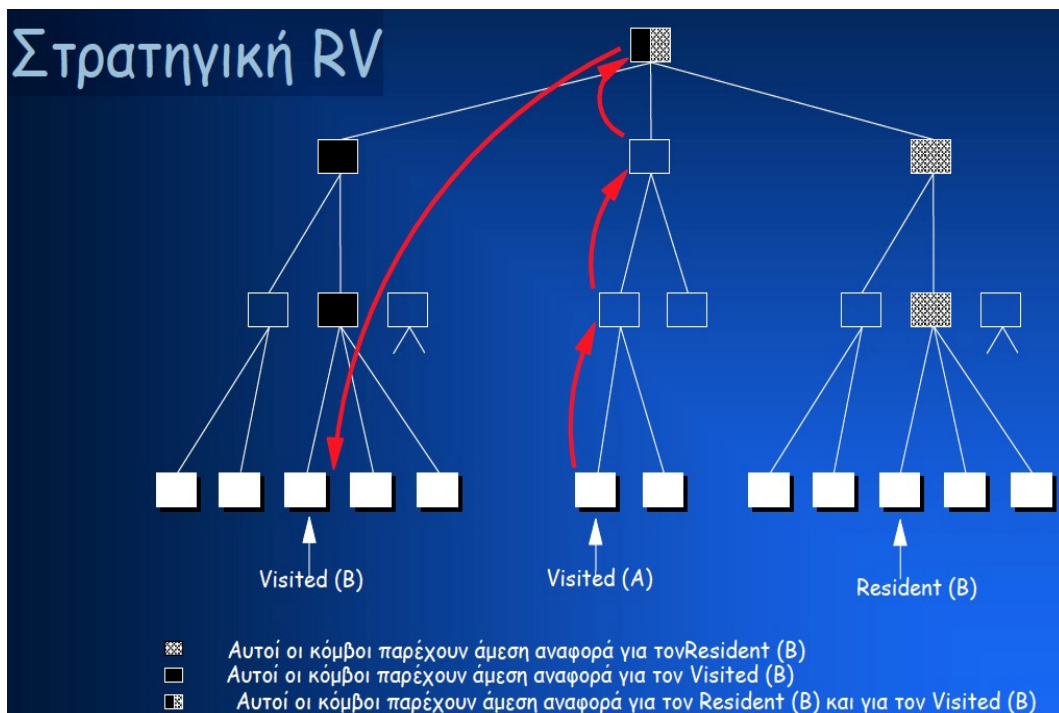 Στρατηγική RV
Visited (B)
Visited (A)
Resident (B)
Αυτοί οι κόμβοι παρέχουν άμεση αναφορά για τονResident (B)
Αυτοί οι κόμβοι παρέχουν άμεση αναφορά για τον Visited (B)
Αυτοί οι κόμβοι παρέχουν άμεση αναφορά για τον Resident (B) και για τον Visited (B)